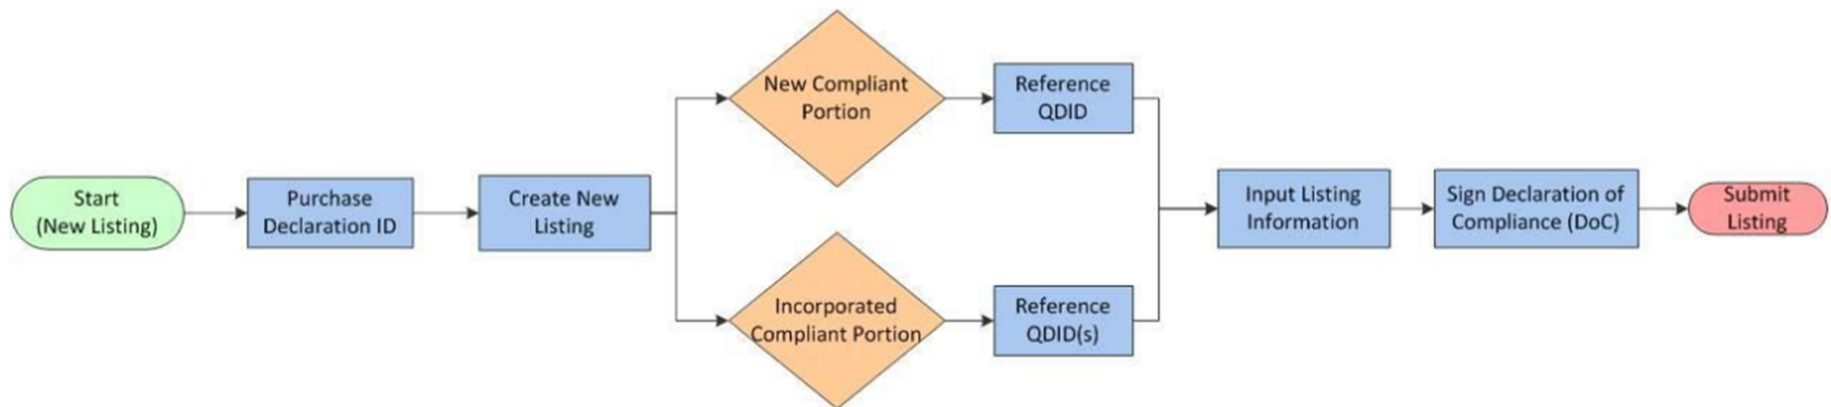 Start
(New Listing)
Purchase
Declaration ID
Create New
Listing
New Compliant
Portion
Reference
QDID
Incorporated
Compliant Portion
Reference
QDID(s)
Input Listing
Information
Sign Declaration of
Compliance (DoC)
Submit
Listing